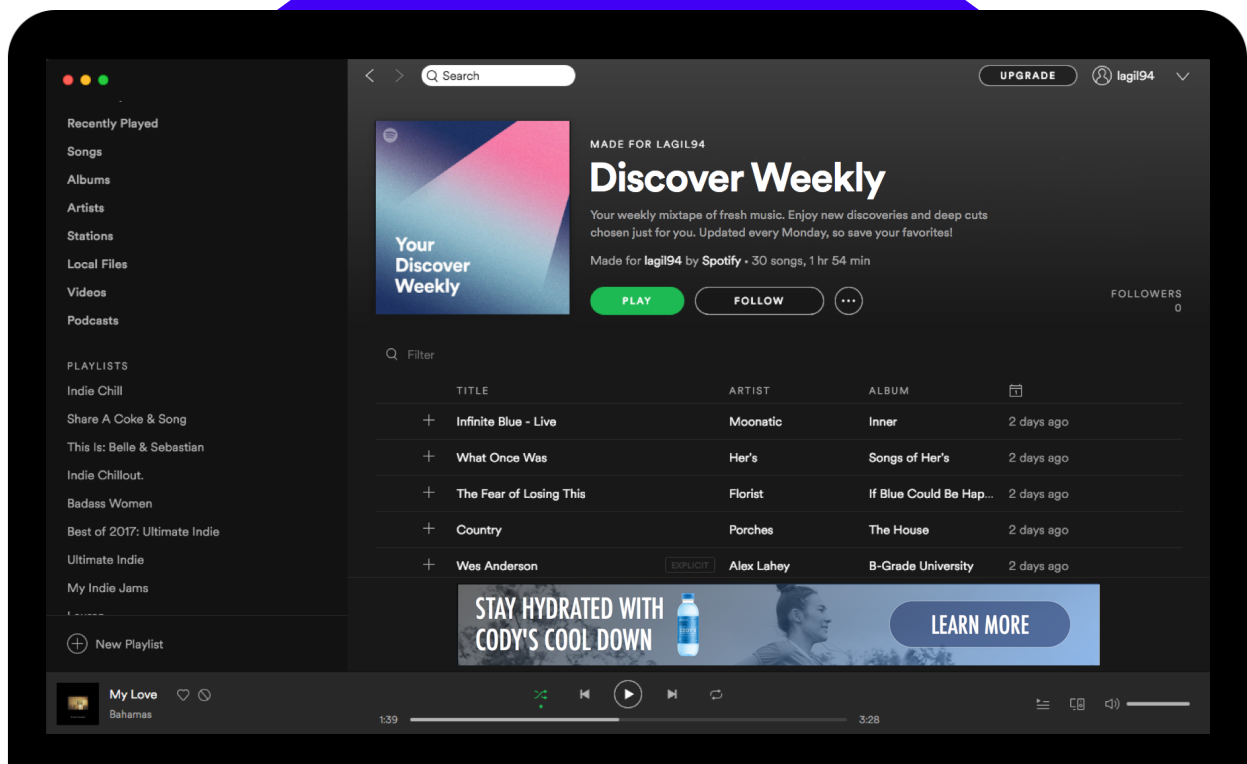 Search
UPGRADE
lagil94
Recently Played
Songs
Albums
Artists
Stations
Local Files
Videos
Podcasts
PLAYLISTS
Indie Chill
Share A Coke & Song
This Is: Belle & Sebastian
Indie Chillout.
Badass Women
Best of 2017: Ultimate Indie
Ultimate Indie
My Indie Jams
New Playlist
Your
Discover
Weekly
MADE FOR LAGIL94
Discover Weekly
Your weekly mixtape of fresh music. Enjoy new discoveries and deep cuts
chosen just for you. Updated every Monday, so save your favorites!
Made for lagil94 by Spotify • 30 songs, 1 hr 54 min
PLAY
FOLLOW
FOLLOWERS
0
Filter
TITLE ARTIST ALBUM
Infinite Blue - Live Moonatic Inner 2 days ago
What Once Was Her's Songs of Her's 2 days ago
The Fear of Losing This Florist If Blue Could Be Hap... 2 days ago
Country Porches The House 2 days ago
Wes Anderson EXPLICIT Alex Lahey B-Grade University 2 days ago
STAY HYDRATED WITH
CODY'S COOL DOWN
LEARN MORE
My Love
Bahamas
1:39
3:28